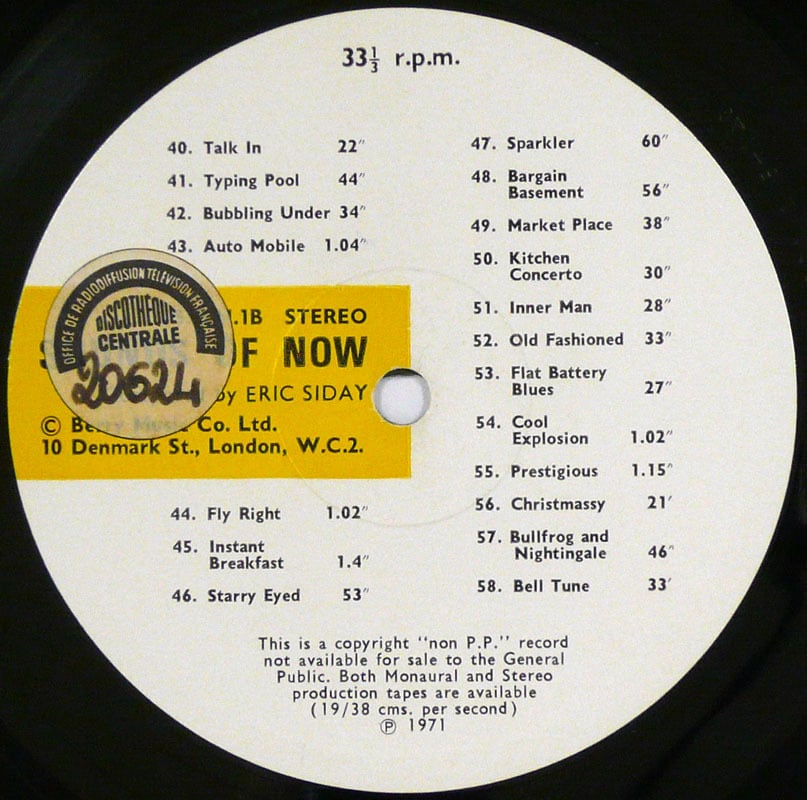 33⅓ r.p.m.
40. Talk In 22″
41. Typing Pool 44″
42. Bubbling Under 34″
43. Auto Mobile 1.04″
.1B STEREO
OF NOW
by ERIC SIDAY
© Co. Ltd.
10 Denmark St., London, W.C.2.
OFFICE DE RADIODIFFUSION TÉLÉVISION FRANÇAISE
DISCOTHÈQUE
CENTRALE
20624
44. Fly Right 1.02″
45. Instant
Breakfast 1.4″
46. Starry Eyed 53″
47. Sparkler 60″
48. Bargain
Basement 56″
49. Market Place 38″
50. Kitchen
Concerto 30″
51. Inner Man 28″
52. Old Fashioned 33″
53. Flat Battery
Blues 27″
54. Cool
Explosion 1.02″
55. Prestigious 1.15″
56. Christmassy 21′
57. Bullfrog and
Nightingale 46″
58. Bell Tune 33′
This is a copyright "non P.P." record
not available for sale to the General
Public. Both Monaural and Stereo
production tapes are available
(19/38 cms. per second)
℗ 1971